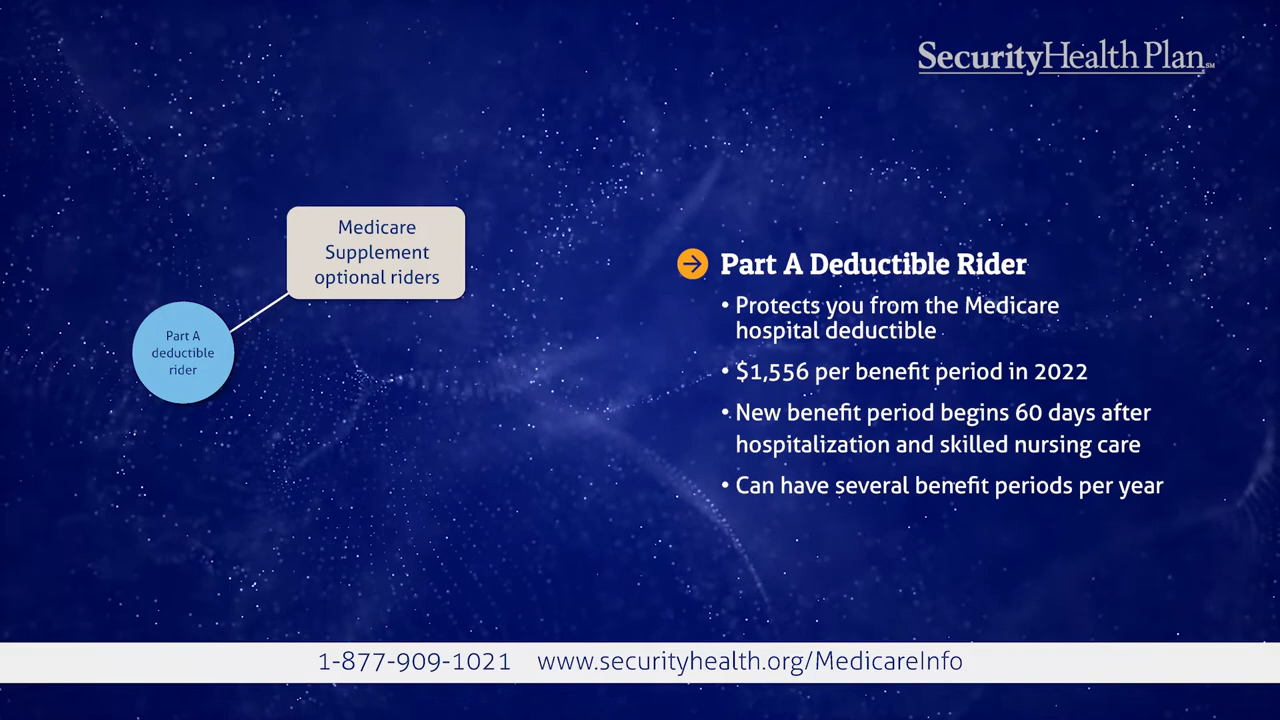 SecurityHealth Plan℠
Medicare
Supplement
optional riders
Part A
deductible
rider
Part A Deductible Rider
• Protects you from the Medicare
hospital deductible
• $1,556 per benefit period in 2022
• New benefit period begins 60 days after
hospitalization and skilled nursing care
• Can have several benefit periods per year
1-877-909-1021 www.securityhealth.org/MedicareInfo